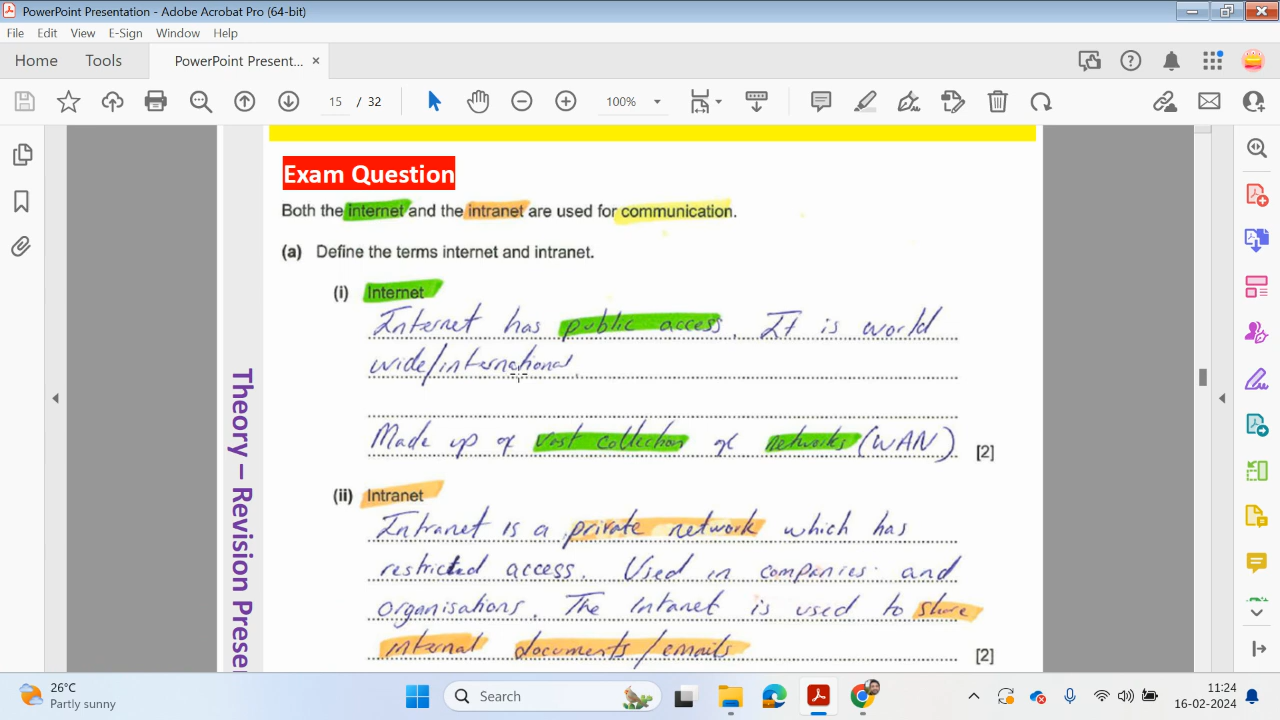 PowerPoint Presentation - Adobe Acrobat Pro (64-bit)
File Edit View E-Sign Window Help
Home Tools PowerPoint Present... ×
15 / 32 100%
Exam Question
Both the internet and the intranet are used for communication.
(a) Define the terms internet and intranet.
(i) Internet
Internet has public access. It is world
wide/international.
Made up of vast collection of networks (WAN) [2]
(ii) Intranet
Intranet is a private network which has
restricted access. Used in companies and
organisations. The Intanet is used to share
internal documents/emails [2]
Theory – Revision Prese
26°C
Partly sunny
Search
11:24
16-02-2024